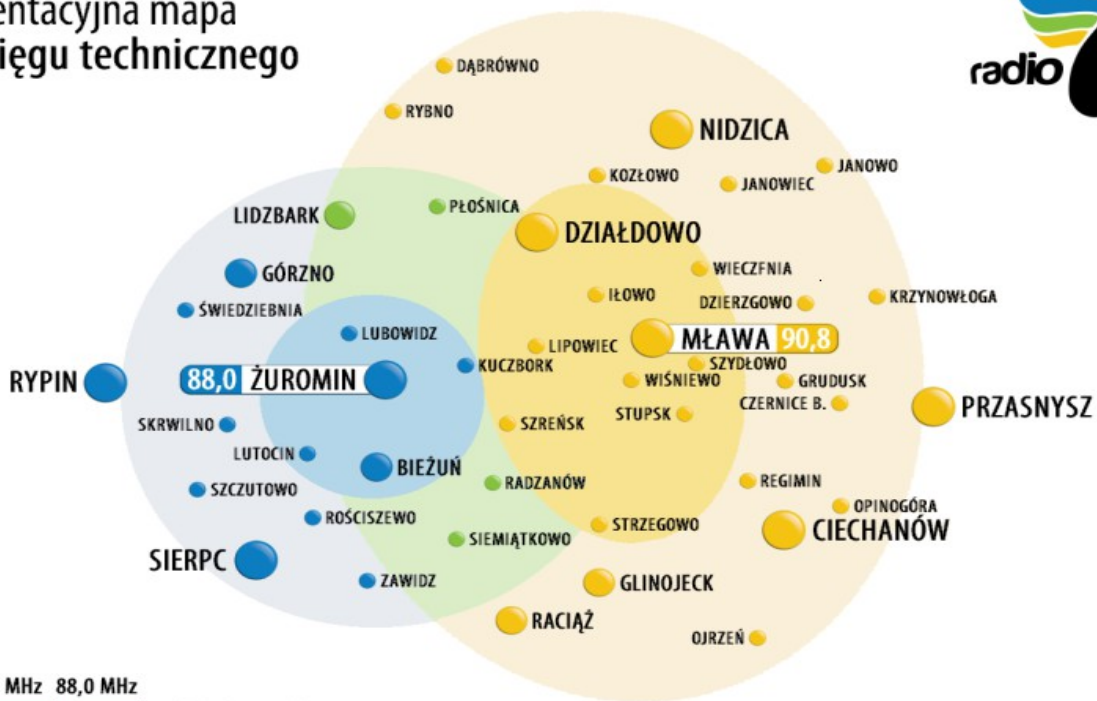 entacyjna mapa
ięgu technicznego
radio
DĄBRÓWNO
RYBNO
NIDZICA
JANOWO
KOZŁOWO
JANOWIEC
PŁOŚNICA
LIDZBARK
DZIAŁDOWO
GÓRZNO
WIECZFNIA
IŁOWO
DZIERZGOWO
KRZYNOWŁOGA
ŚWIEDZIEBNIA
LUBOWIDZ
MŁAWA 90,8
LIPOWIEC
KUCZBORK
SZYDŁOWO
RYPIN
88,0 ŻUROMIN
WIŚNIEWO
GRUDUSK
CZERNICE B.
PRZASNYSZ
STUPSK
SKRWILNO
SZREŃSK
LUTOCIN
BIEŻUŃ
RADZANÓW
REGIMIN
SZCZUTOWO
OPINOGÓRA
ROŚCISZEWO
STRZEGOWO
CIECHANÓW
SIEMIĄTKOWO
SIERPC
ZAWIDZ
GLINOJECK
RACIĄŻ
OJRZEŃ
MHz 88,0 MHz